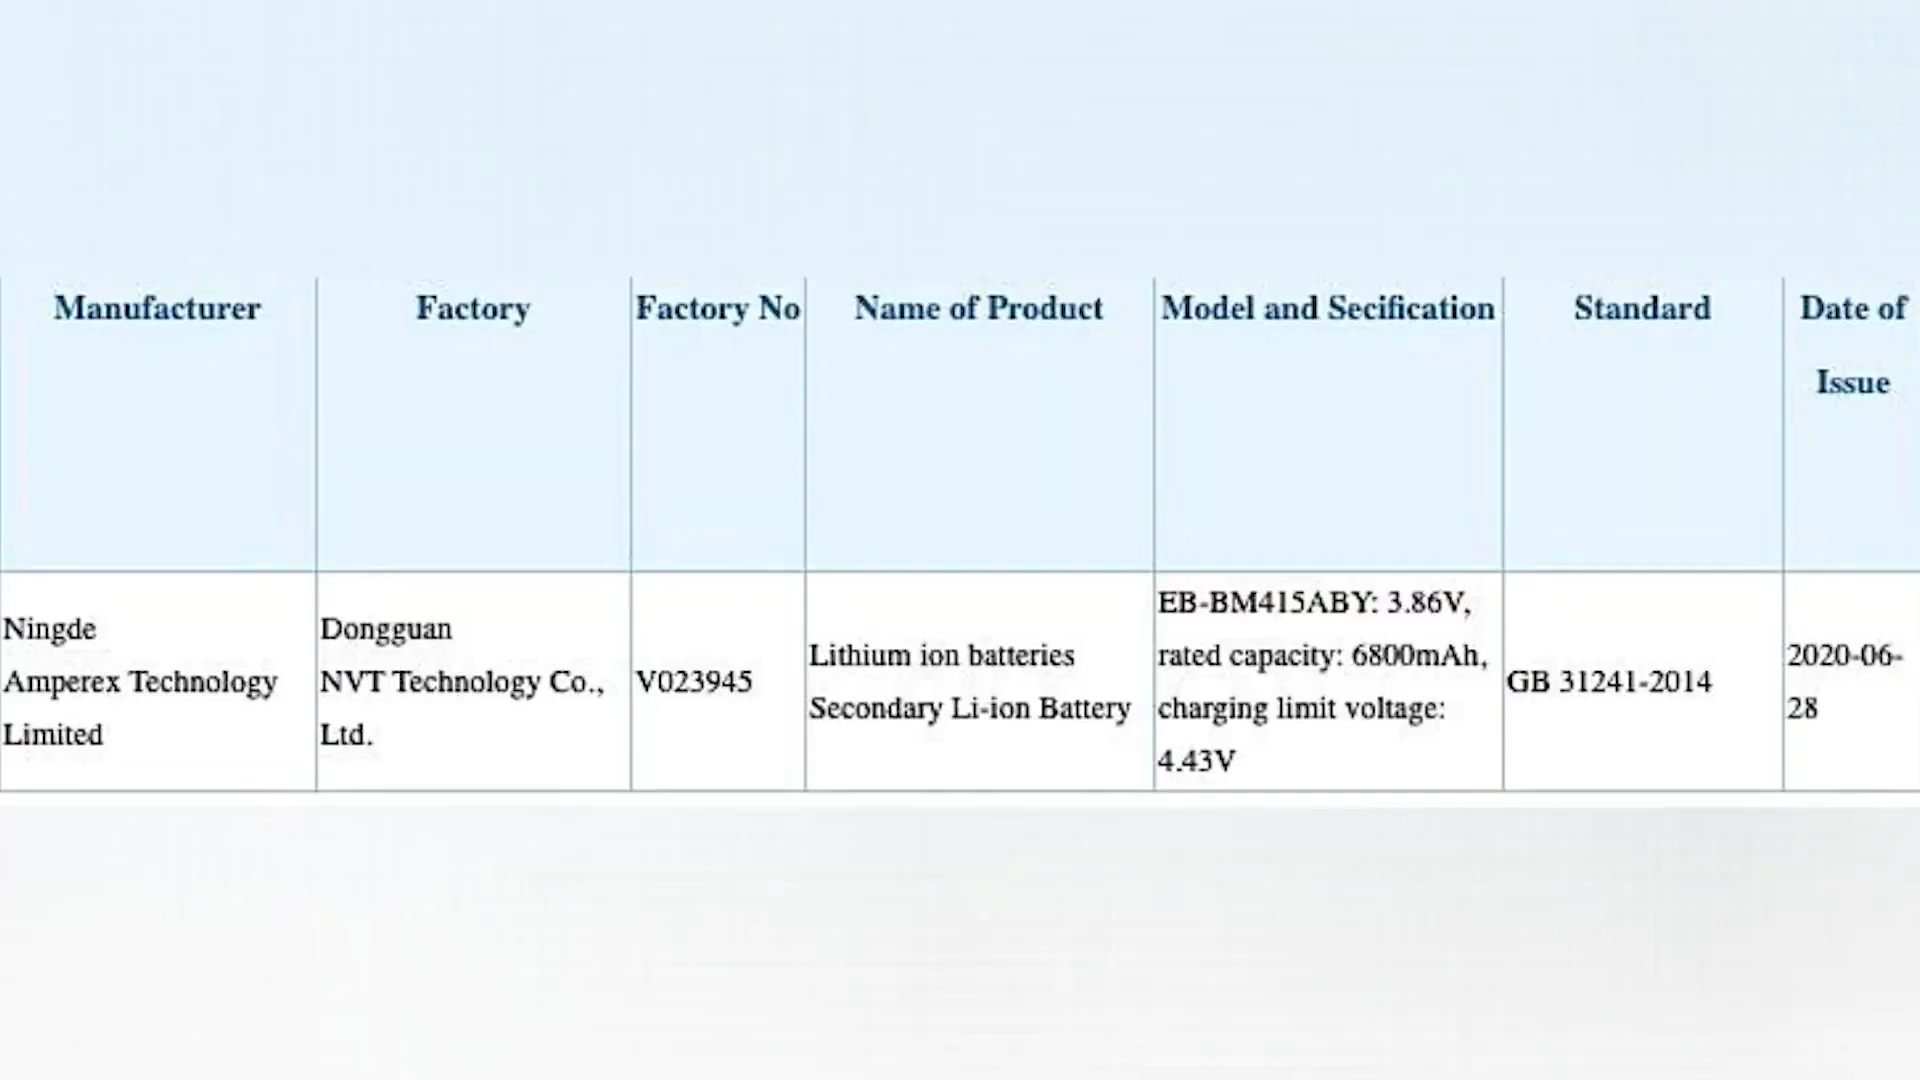 Manufacturer
Factory
Factory No
Name of Product
Model and Secification
Standard
Date of
Issue
Ningde
Amperex Technology
Limited
Dongguan
NVT Technology Co.,
Ltd.
V023945
Lithium ion batteries
Secondary Li-ion Battery
EB-BM415ABY: 3.86V,
rated capacity: 6800mAh,
charging limit voltage:
4.43V
GB 31241-2014
2020-06-
28